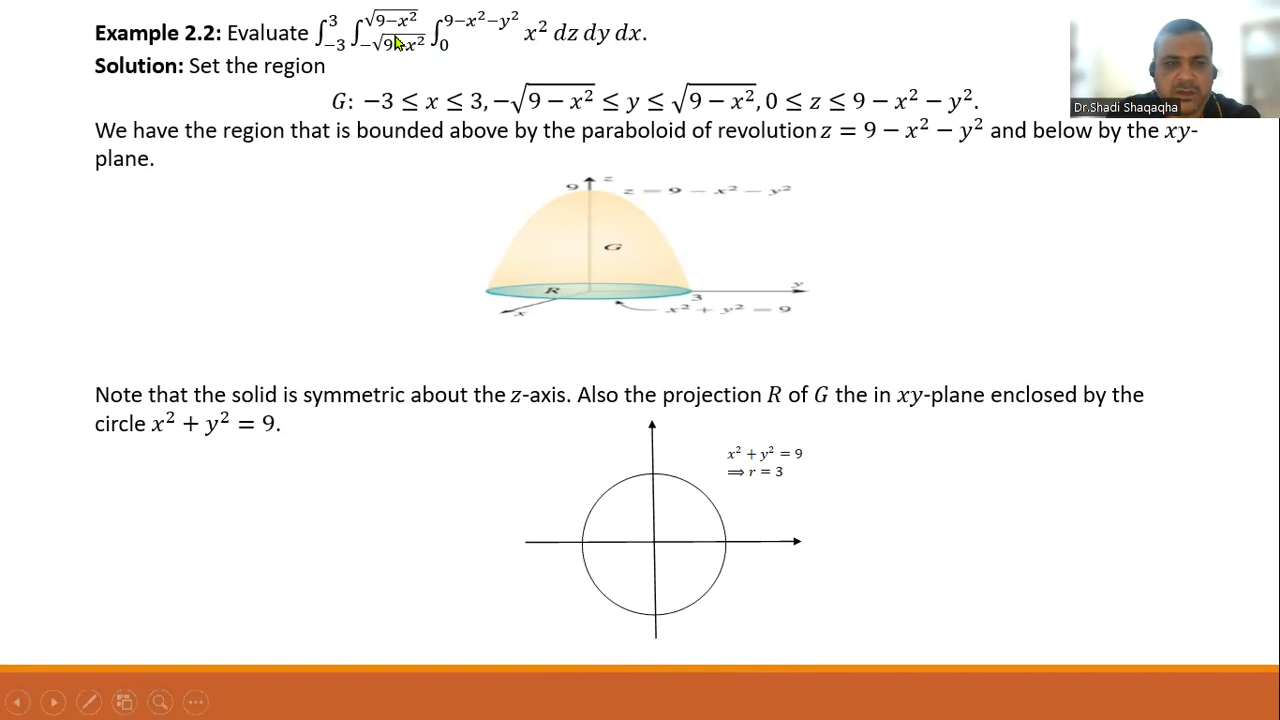 Example 2.2: Evaluate ∫₋₃³ ∫_{−√(9−x²)}^{√(9−x²)} ∫₀^{9−x²−y²} x² dz dy dx.
Solution: Set the region
G: −3 ≤ x ≤ 3, −√(9 − x²) ≤ y ≤ √(9 − x²), 0 ≤ z ≤ 9 − x² − y².
Dr.Shadi Shaqaqha
We have the region that is bounded above by the paraboloid of revolution z = 9 − x² − y² and below by the xy-
plane.
9 z
z = 9 − x² − y²
G
R
y
3
x
x² + y² = 9
Note that the solid is symmetric about the z-axis. Also the projection R of G the in xy-plane enclosed by the
circle x² + y² = 9.
x² + y² = 9
⟹ r = 3